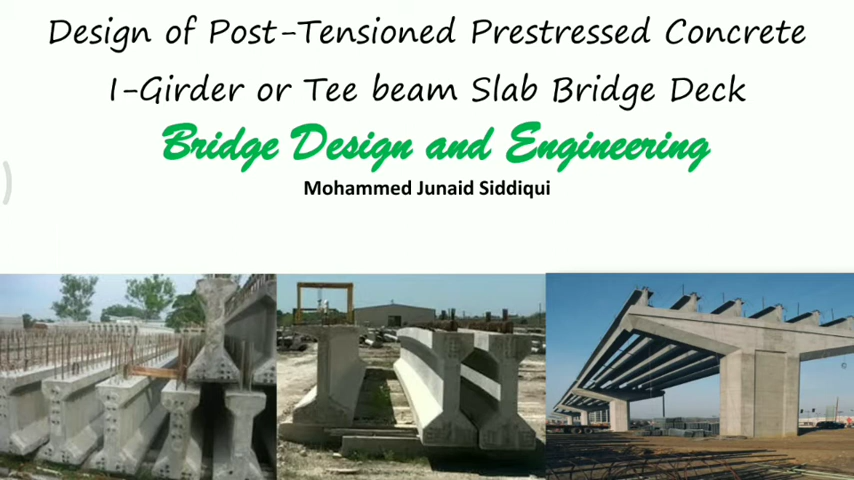 Design of Post-Tensioned Prestressed Concrete
I-Girder or Tee beam Slab Bridge Deck
Bridge Design and Engineering
Mohammed Junaid Siddiqui